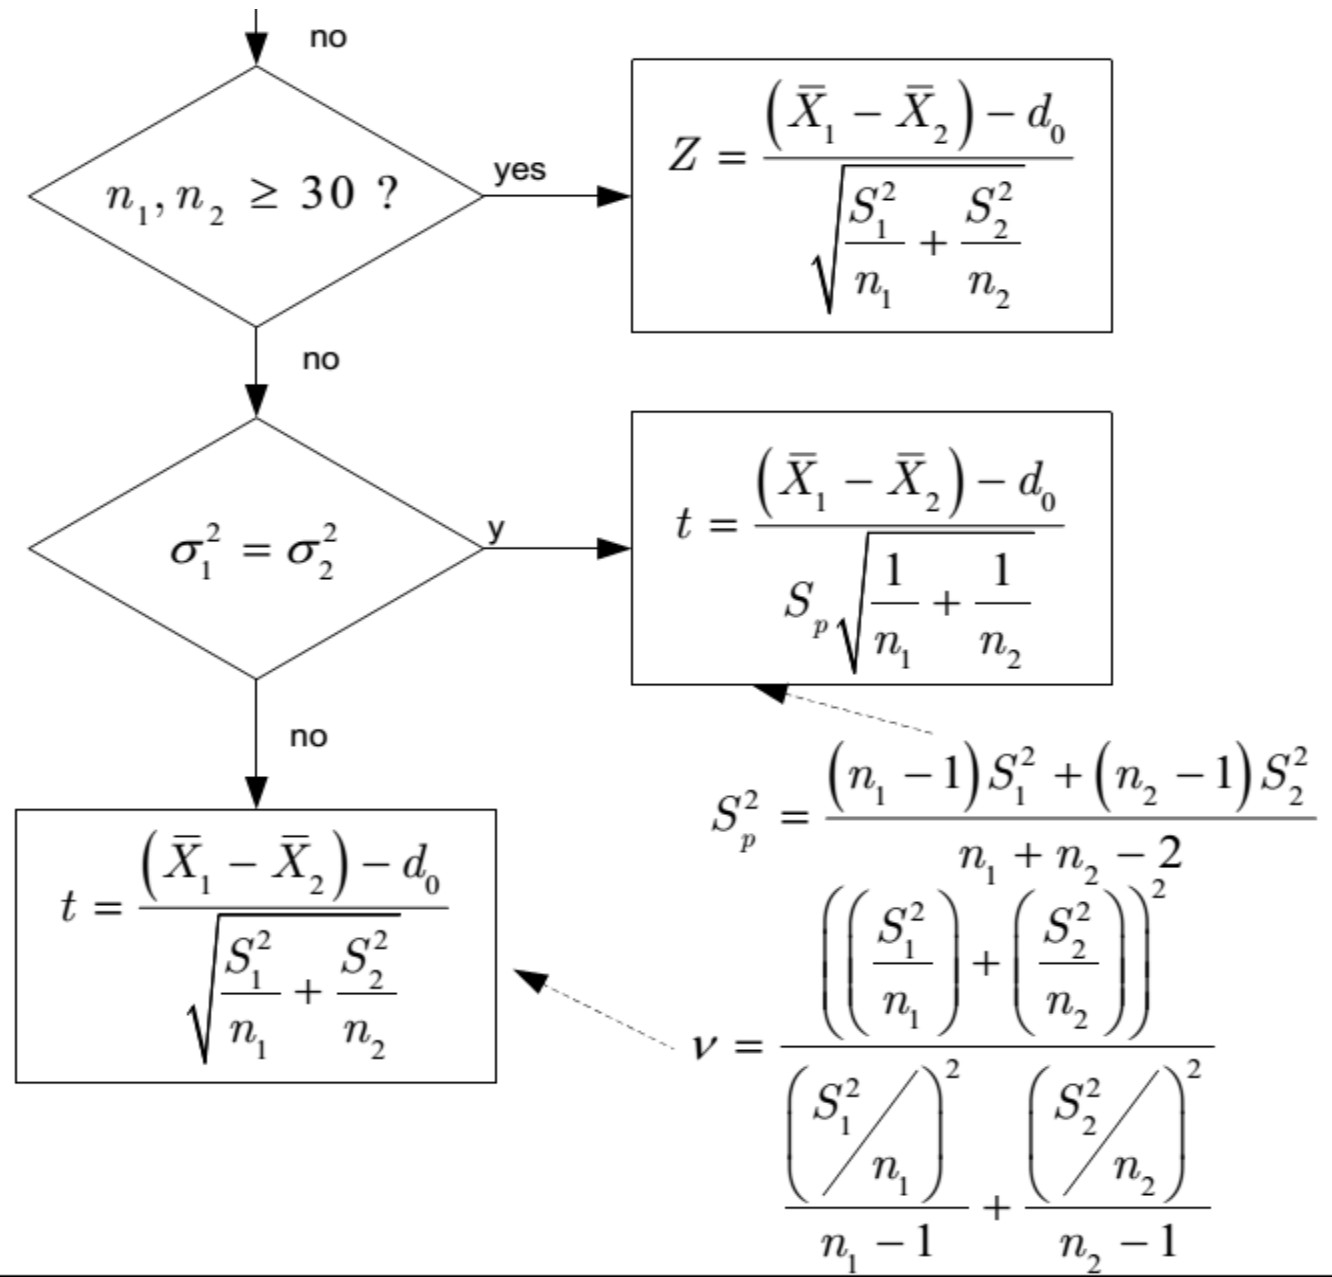 no
n₁, n₂ ≥ 30 ?
yes
Z = ((X̄₁ − X̄₂) − d₀) / √(S₁²/n₁ + S₂²/n₂)
no
σ₁² = σ₂²
y
t = ((X̄₁ − X̄₂) − d₀) / (Sₚ √(1/n₁ + 1/n₂))
no
Sₚ² = ((n₁ − 1)S₁² + (n₂ − 1)S₂²) / (n₁ + n₂ − 2)
t = ((X̄₁ − X̄₂) − d₀) / √(S₁²/n₁ + S₂²/n₂)
ν = ((S₁²/n₁) + (S₂²/n₂))² / ((S₁²/n₁)²/(n₁ − 1) + (S₂²/n₂)²/(n₂ − 1))